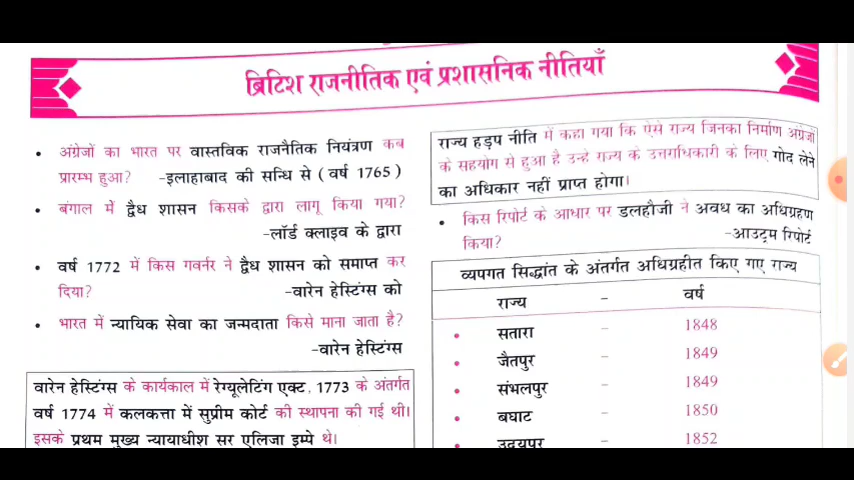 ब्रिटिश राजनीतिक एवं प्रशासनिक नीतियाँ
• अंग्रेजों का भारत पर वास्तविक राजनैतिक नियंत्रण कब
प्रारम्भ हुआ? -इलाहाबाद की सन्धि से (वर्ष 1765)
• बंगाल में द्वैध शासन किसके द्वारा लागू किया गया?
-लॉर्ड क्लाइव के द्वारा
• वर्ष 1772 में किस गवर्नर ने द्वैध शासन को समाप्त कर
दिया? -वारेन हेस्टिंग्स को
• भारत में न्यायिक सेवा का जन्मदाता किसे माना जाता है?
-वारेन हेस्टिंग्स
वारेन हेस्टिंग्स के कार्यकाल में रेग्यूलेटिंग एक्ट, 1773 के अंतर्गत
वर्ष 1774 में कलकत्ता में सुप्रीम कोर्ट की स्थापना की गई थी।
इसके प्रथम मुख्य न्यायाधीश सर एलिजा इम्पे थे।
राज्य हड़प नीति में कहा गया कि ऐसे राज्य जिनका निर्माण अंग्रेजों
के सहयोग से हुआ है उन्हे राज्य के उत्तराधिकारी के लिए गोद लेने
का अधिकार नहीं प्राप्त होगा।
• किस रिपोर्ट के आधार पर डलहौजी ने अवध का अधिग्रहण
किया? -आउट्रम रिपोर्ट
व्यपगत सिद्धांत के अंतर्गत अधिग्रहीत किए गए राज्य
राज्य - वर्ष
• सतारा - 1848
• जैतपुर - 1849
• संभलपुर - 1849
• बघाट - 1850
• उदयपुर - 1852